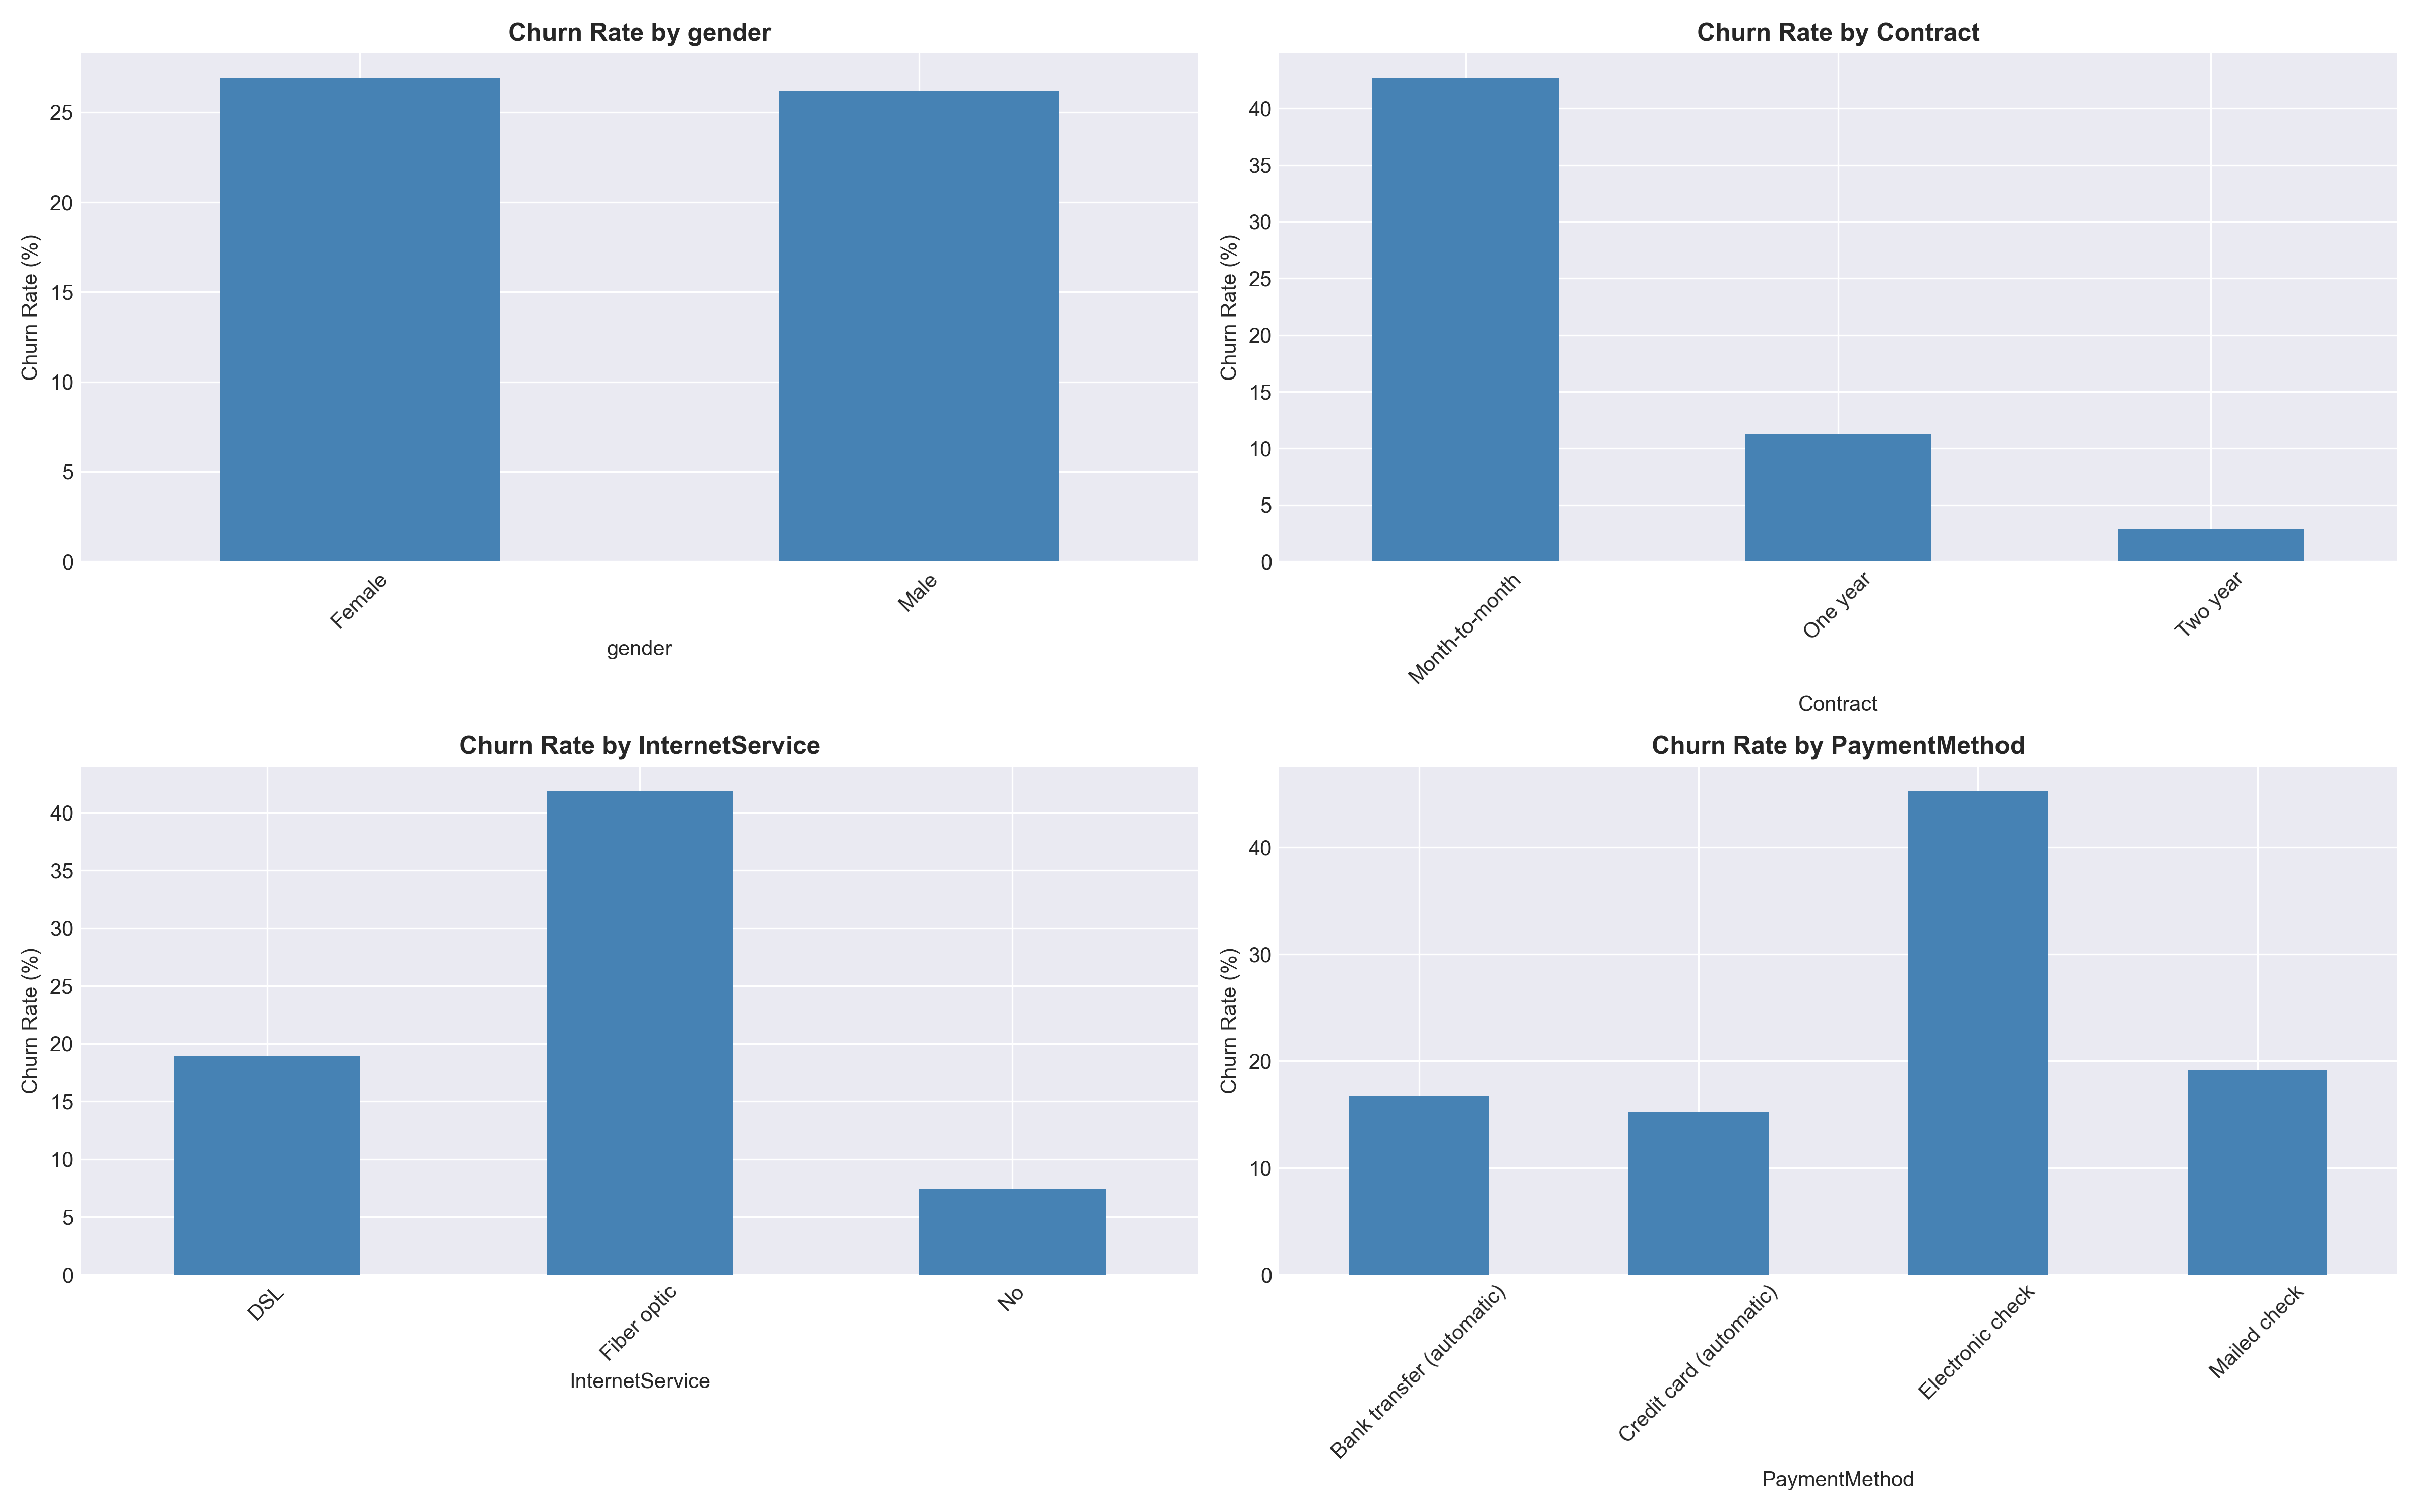 Churn Rate by gender
Churn Rate (%)
25
20
15
10
5
0
Female
Male
gender
Churn Rate by Contract
Churn Rate (%)
40
35
30
25
20
15
10
5
0
Month-to-month
One year
Two year
Contract
Churn Rate by InternetService
Churn Rate (%)
40
35
30
25
20
15
10
5
0
DSL
Fiber optic
No
InternetService
Churn Rate by PaymentMethod
Churn Rate (%)
40
30
20
10
0
Bank transfer (automatic)
Credit card (automatic)
Electronic check
Mailed check
PaymentMethod